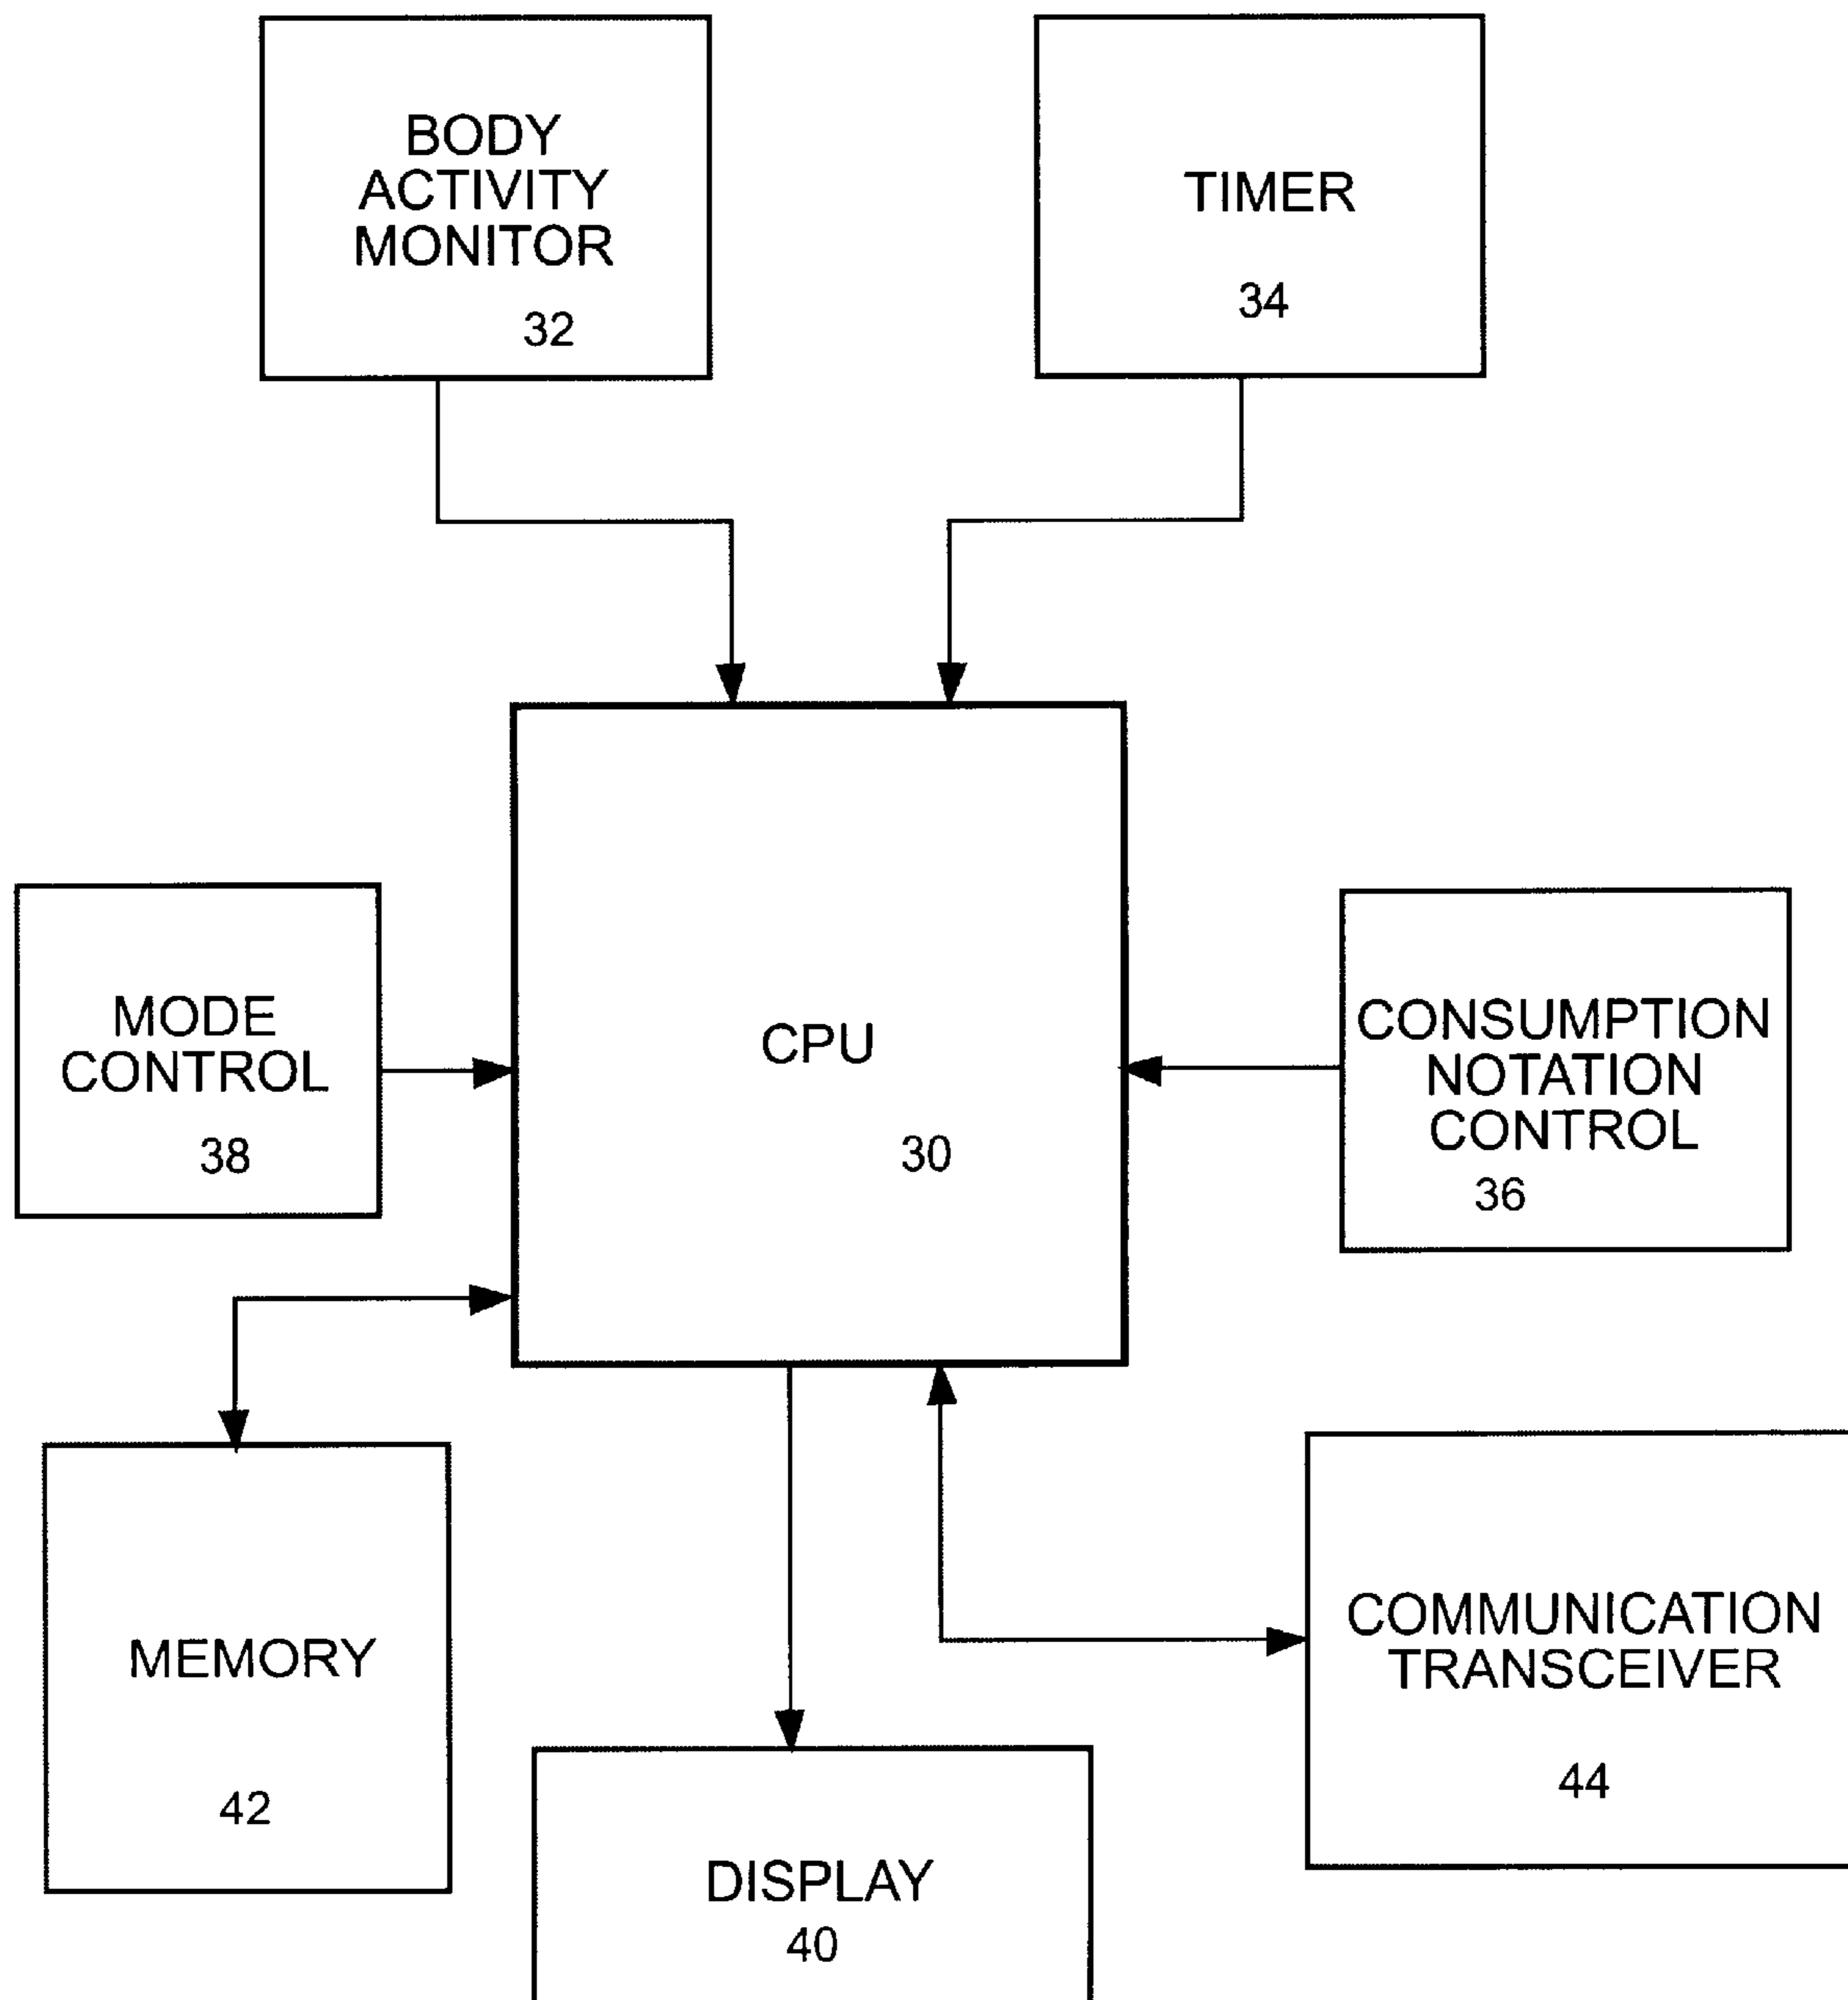 BODY
ACTIVITY
MONITOR
32
TIMER
34
MODE
CONTROL
38
CPU
30
CONSUMPTION
NOTATION
CONTROL
36
MEMORY
42
DISPLAY
40
COMMUNICATION
TRANSCEIVER
44